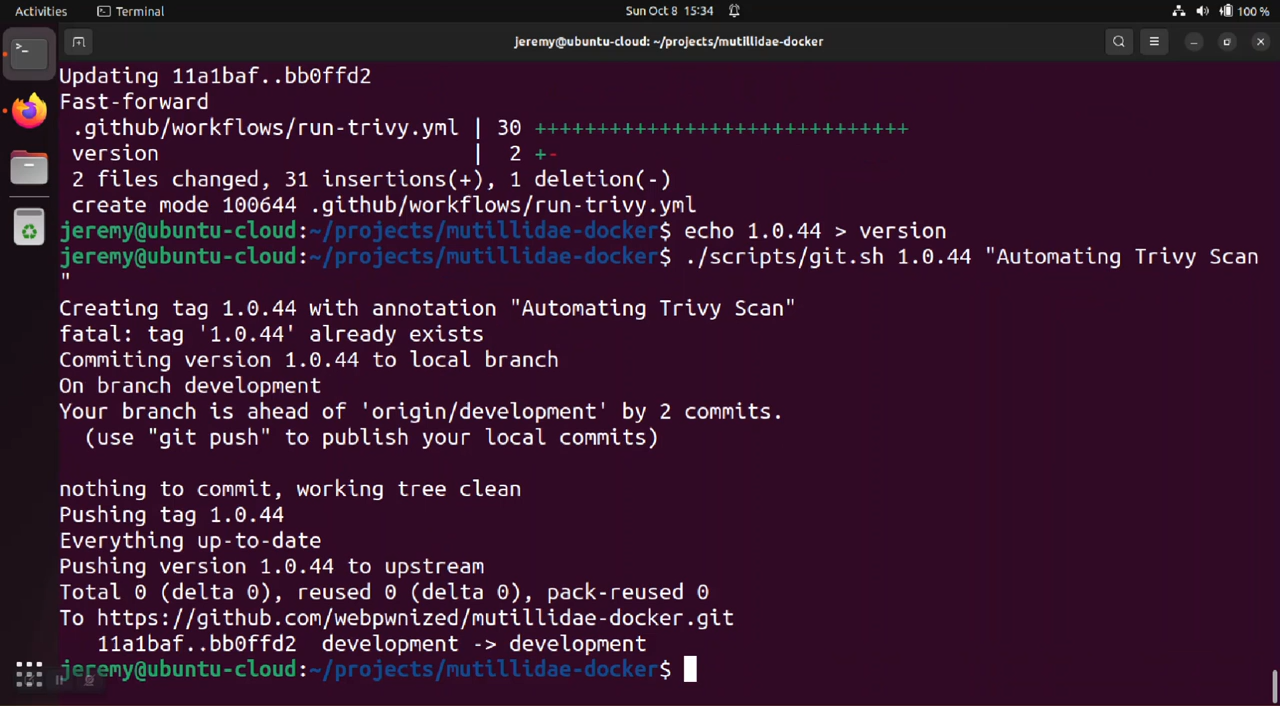 Activities
Terminal
Sun Oct 8 15:34
100 %
jeremy@ubuntu-cloud: ~/projects/mutillidae-docker
Updating 11a1baf..bb0ffd2
Fast-forward
.github/workflows/run-trivy.yml | 30 ++++++++++++++++++++++++++++++
version | 2 +-
2 files changed, 31 insertions(+), 1 deletion(-)
create mode 100644 .github/workflows/run-trivy.yml
jeremy@ubuntu-cloud:~/projects/mutillidae-docker$ echo 1.0.44 > version
jeremy@ubuntu-cloud:~/projects/mutillidae-docker$ ./scripts/git.sh 1.0.44 "Automating Trivy Scan
"
Creating tag 1.0.44 with annotation "Automating Trivy Scan"
fatal: tag '1.0.44' already exists
Commiting version 1.0.44 to local branch
On branch development
Your branch is ahead of 'origin/development' by 2 commits.
(use "git push" to publish your local commits)
nothing to commit, working tree clean
Pushing tag 1.0.44
Everything up-to-date
Pushing version 1.0.44 to upstream
Total 0 (delta 0), reused 0 (delta 0), pack-reused 0
To https://github.com/webpwnized/mutillidae-docker.git
11a1baf..bb0ffd2 development -> development
jeremy@ubuntu-cloud:~/projects/mutillidae-docker$